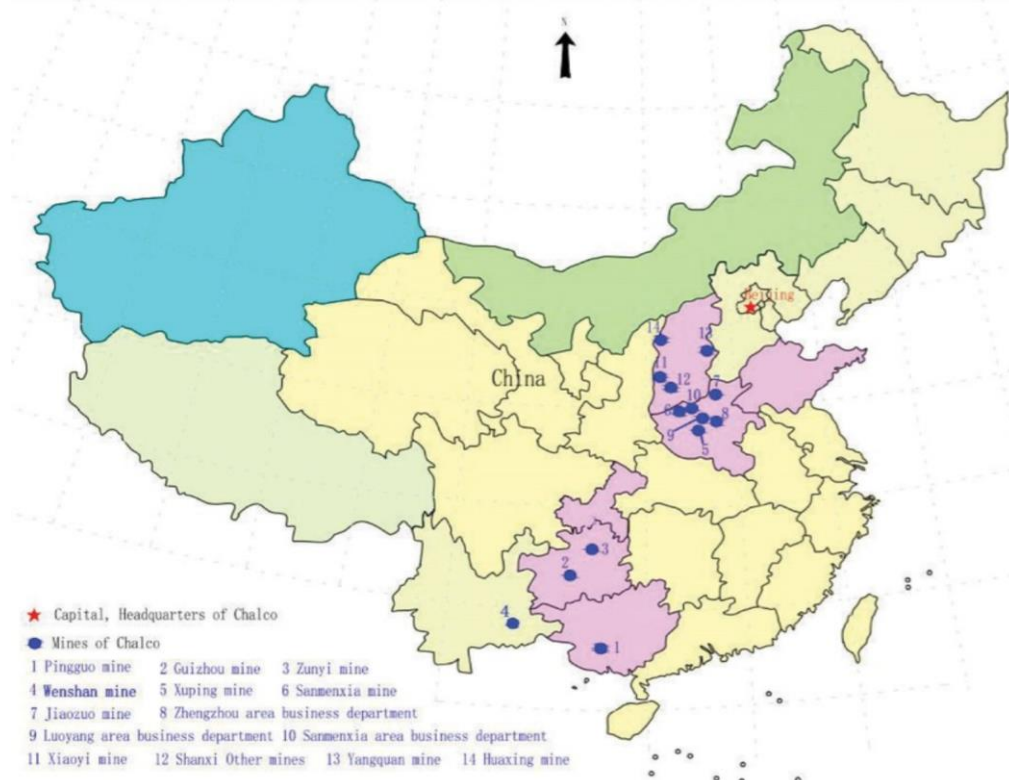 N
Beijing
14
13
11
12
China
7
10
6
8
9
5
3
2
4
1
Capital, Headquarters of Chalco
Mines of Chalco
1 Pingguo mine 2 Guizhou mine 3 Zunyi mine
4 Wenshan mine 5 Xuping mine 6 Sanmenxia mine
7 Jiaozuo mine 8 Zhengzhou area business department
9 Luoyang area business department 10 Sanmenxia area business department
11 Xiaoyi mine 12 Shanxi Other mines 13 Yangquan mine 14 Huaxing mine